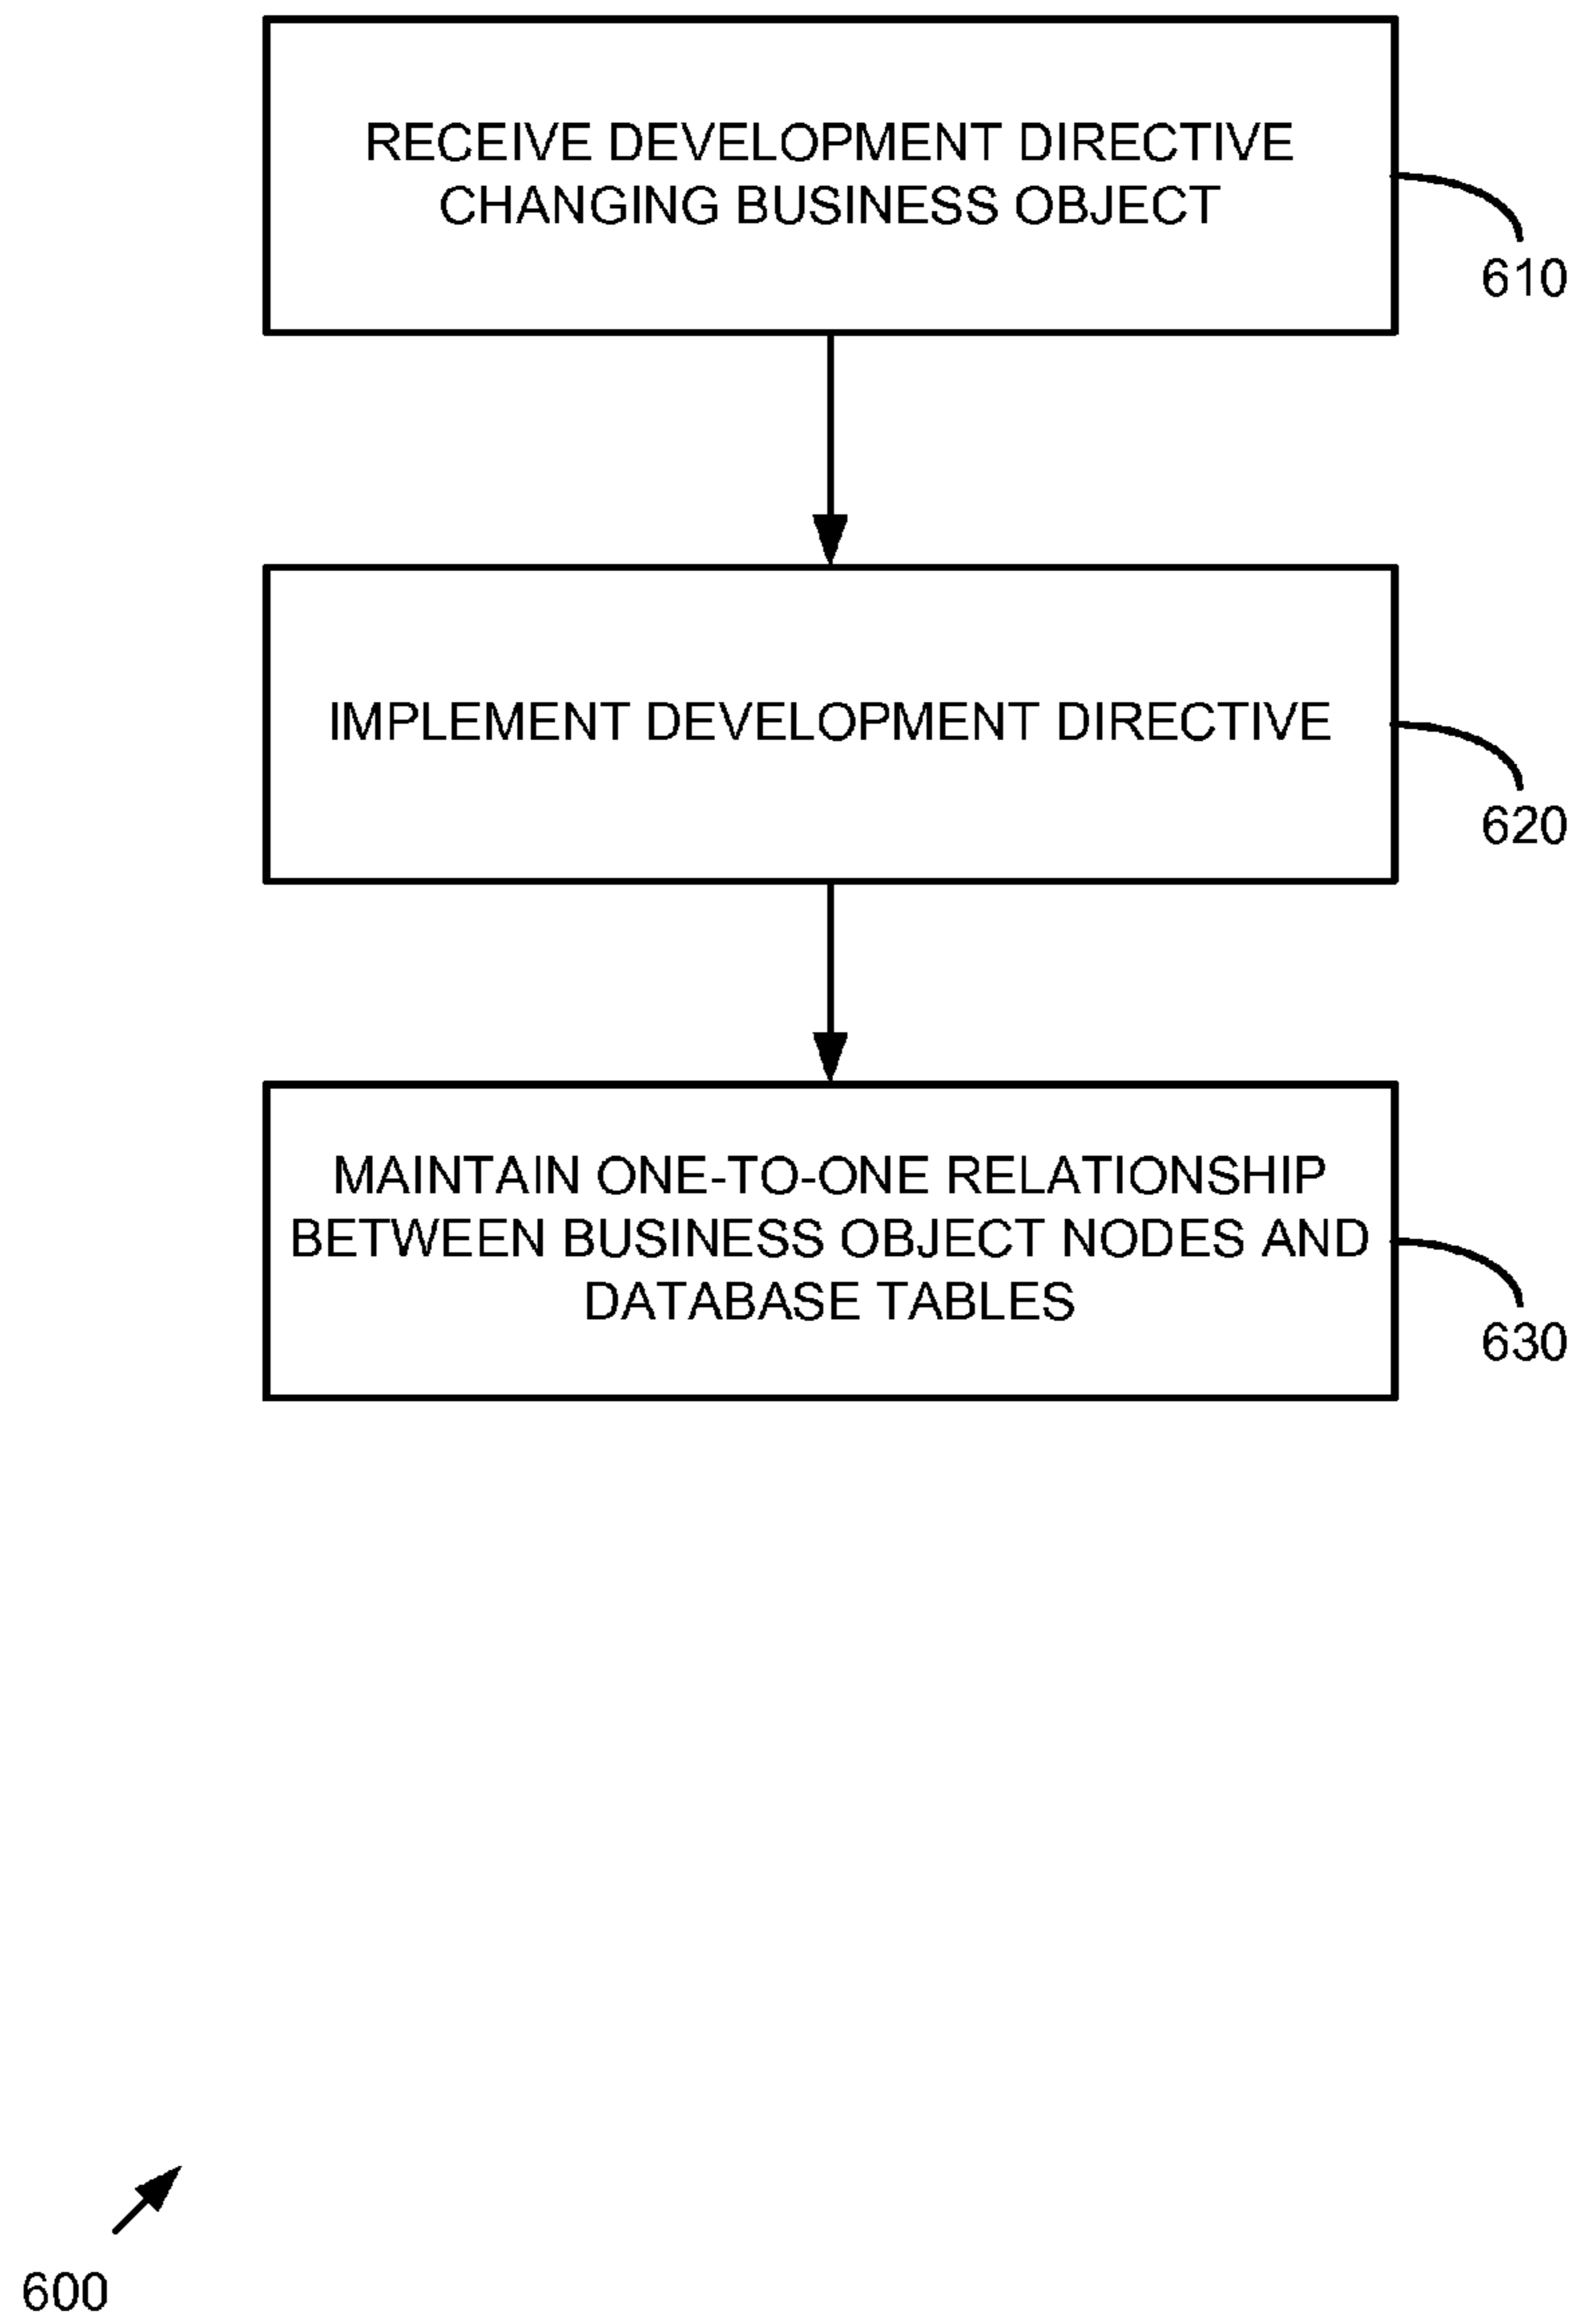 RECEIVE DEVELOPMENT DIRECTIVE
CHANGING BUSINESS OBJECT
610
IMPLEMENT DEVELOPMENT DIRECTIVE
620
MAINTAIN ONE-TO-ONE RELATIONSHIP
BETWEEN BUSINESS OBJECT NODES AND
DATABASE TABLES
630
600